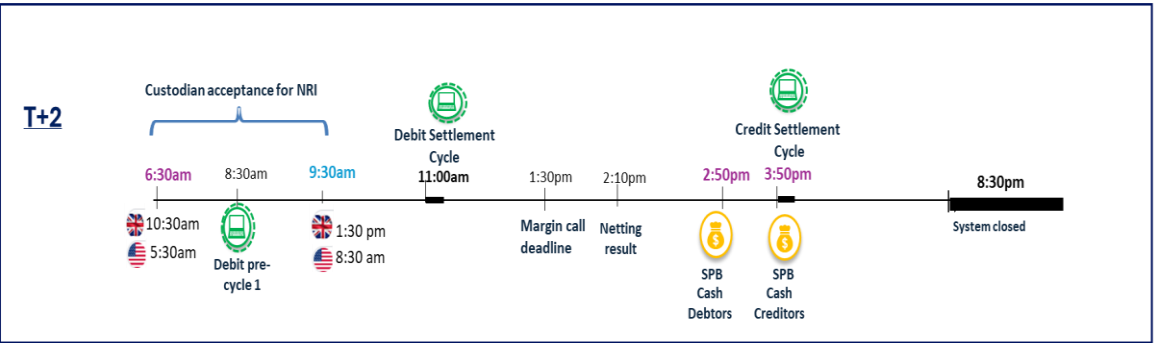 T+2
Custodian acceptance for NRI
Debit Settlement
Cycle
Credit Settlement
Cycle
6:30am
8:30am
9:30am
11:00am
1:30pm
2:10pm
2:50pm
3:50pm
8:30pm
10:30am
5:30am
Debit pre-
cycle 1
1:30 pm
8:30 am
Margin call
deadline
Netting
result
$
SPB
Cash
Debtors
$
SPB
Cash
Creditors
System closed